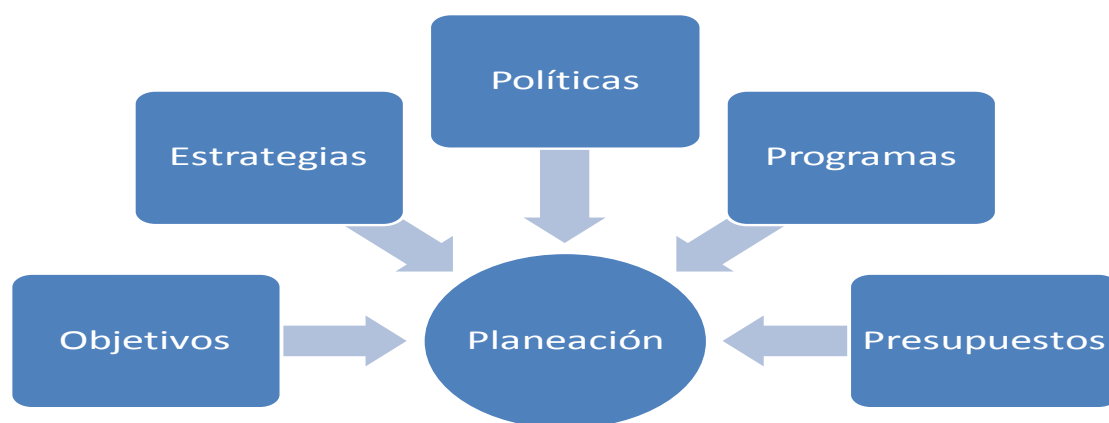 Políticas
Estrategias
Programas
Objetivos
Planeación
Presupuestos